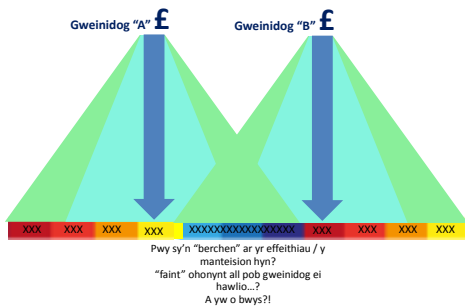 Gweinidog “A” £ Gweinidog “B” £
XXX XXX XXX XXX XXXXXXXXXXXXXXXXX XXX XXX XXX XXX
Pwy sy’n “berchen” ar yr effeithiau / y
manteision hyn?
“faint” ohonynt all pob gweinidog ei
hawlio…?
A yw o bwys?!